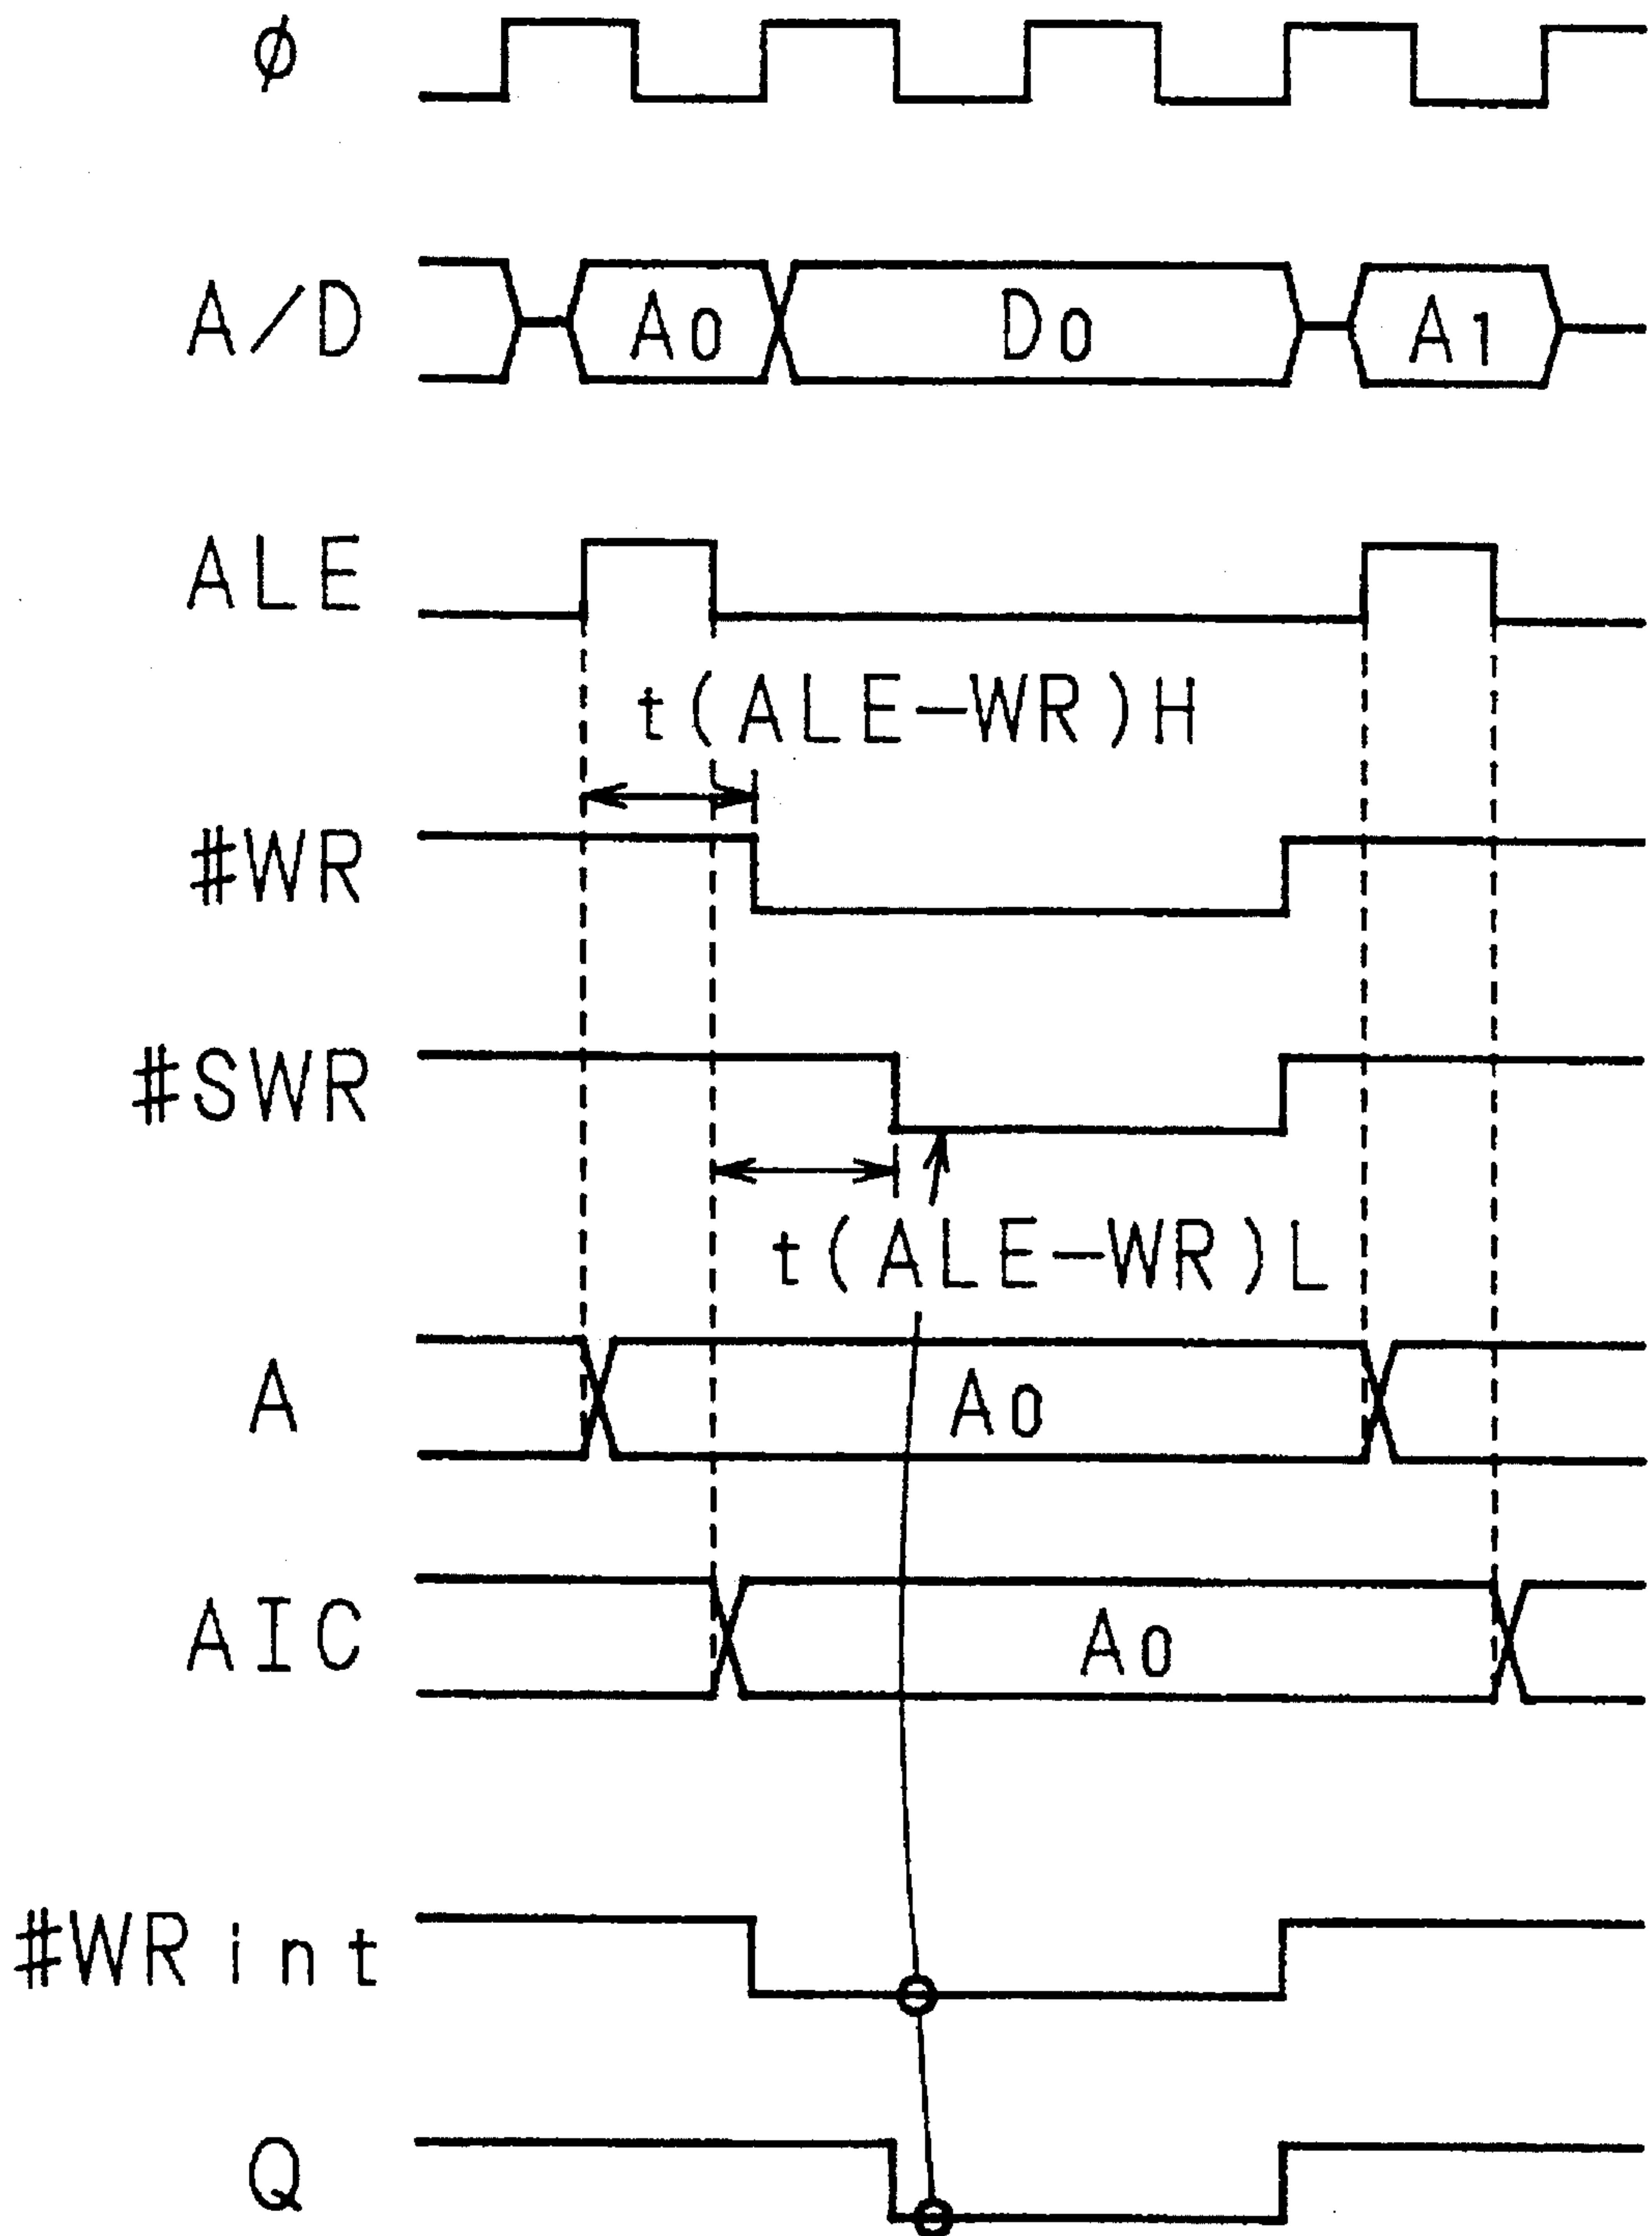 ø
A/D
A0
D0
A1
ALE
t(ALE-WR)H
#WR
#SWR
t(ALE-WR)L
A
A0
AIC
A0
#WRint
Q